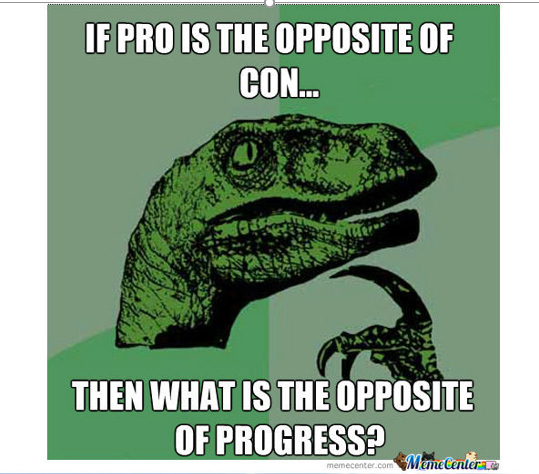 IF PRO IS THE OPPOSITE OF
CON...
THEN WHAT IS THE OPPOSITE
OF PROGRESS?
memecenter.com MemeCenter